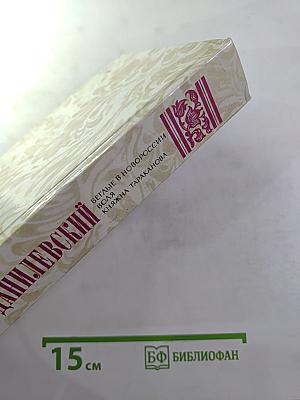 ДАНИЛЕВСКИЙ
БЕГЛЫЕ В НОВОРОССИИ
ВОЛЯ
КНЯЖНА ТАРАКАНОВА
15 см
БФ БИБЛИОФАН